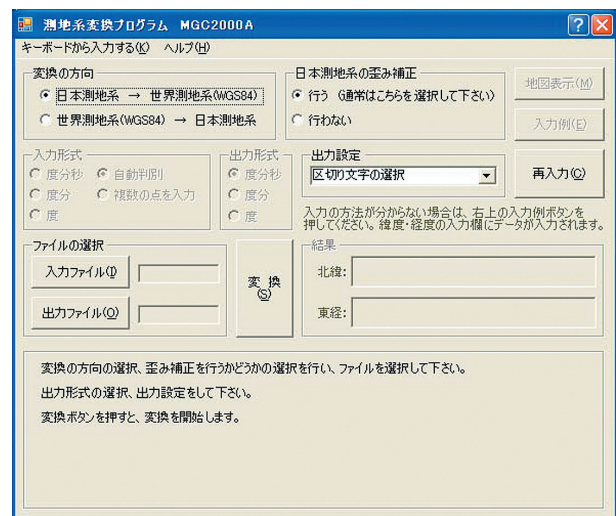 測地系変換プログラム MGC2000A
キーボードから入力する(K) ヘルプ(H)
変換の方向
日本測地系 → 世界測地系(WGS84)
世界測地系(WGS84) → 日本測地系
日本測地系の歪み補正
行う (通常はこちらを選択して下さい)
行わない
地図表示(M)
入力例(E)
入力形式
度分秒 自動判別
度分 複数の点を入力
度
出力形式
度分秒
度分
度
出力設定
区切り文字の選択
再入力(C)
入力の方法が分からない場合は、右上の入力例ボタンを
押してください。緯度・経度の入力欄にデータが入力されます。
ファイルの選択
入力ファイル(I)
出力ファイル(O)
変 換
(S)
結果
北緯:
東経:
変換の方向の選択、歪み補正を行うかどうかの選択を行い、ファイルを選択して下さい。
出力形式の選択、出力設定をして下さい。
変換ボタンを押すと、変換を開始します。